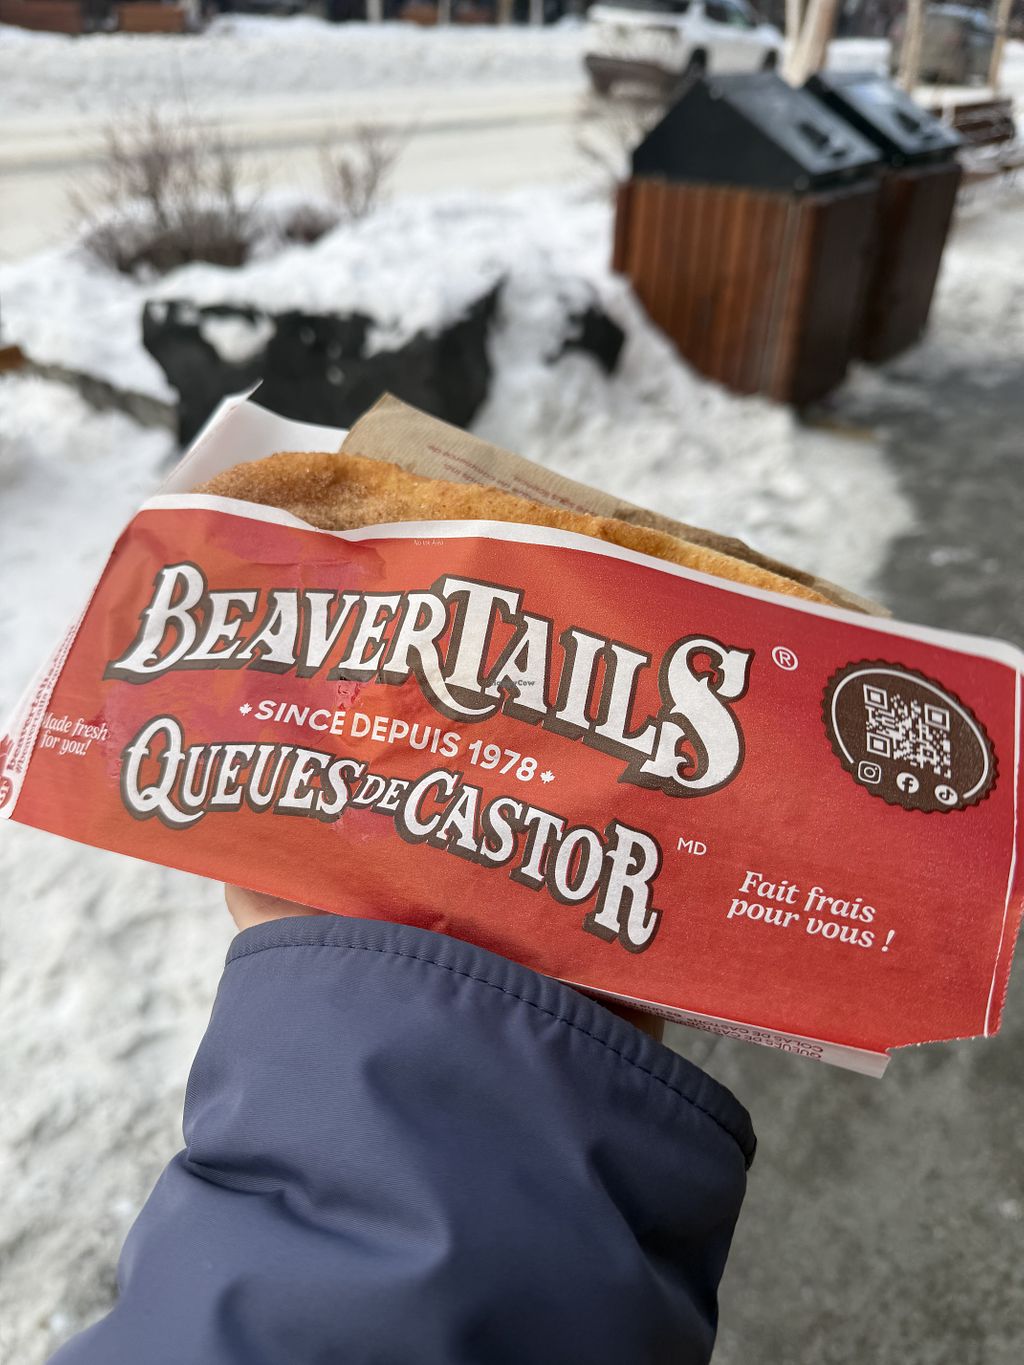 BEAVERTAILS ®
SINCE DEPUIS 1978
QUEUES DE CASTOR MD
Made fresh
for you!
Fait frais
pour vous !